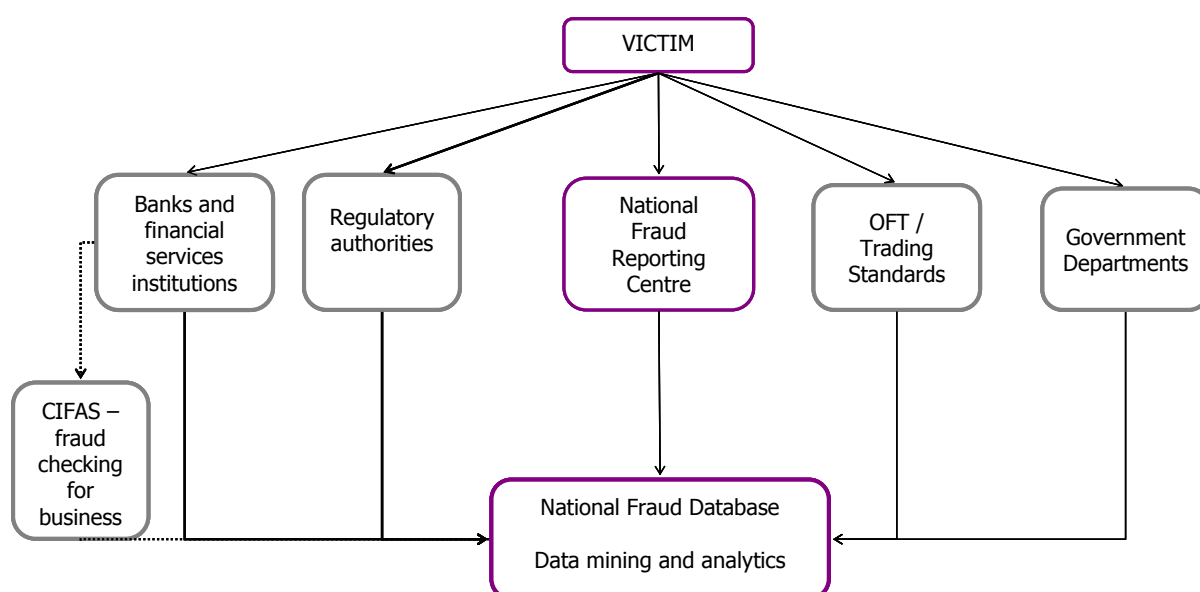 VICTIM
Banks and
financial
services
institutions
Regulatory
authorities
National
Fraud
Reporting
Centre
OFT /
Trading
Standards
Government
Departments
CIFAS –
fraud
checking
for
business
National Fraud Database
Data mining and analytics